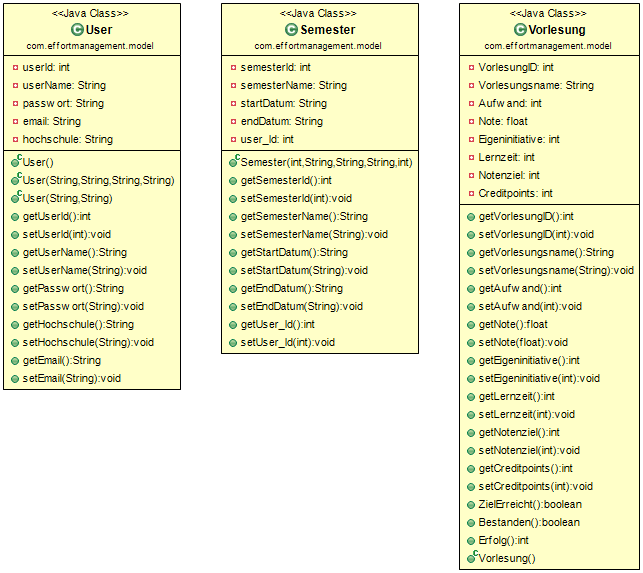 <<Java Class>>
User
com.effortmanagement.model
userId: int
userName: String
passwort: String
email: String
hochschule: String
User()
User(String,String,String,String)
User(String,String)
getUserId():int
setUserId(int):void
getUserName():String
setUserName(String):void
getPasswort():String
setPasswort(String):void
getHochschule():String
setHochschule(String):void
getEmail():String
setEmail(String):void
<<Java Class>>
Semester
com.effortmanagement.model
semesterId: int
semesterName: String
startDatum: String
endDatum: String
user_Id: int
Semester(int,String,String,String,int)
getSemesterId():int
setSemesterId(int):void
getSemesterName():String
setSemesterName(String):void
getStartDatum():String
setStartDatum(String):void
getEndDatum():String
setEndDatum(String):void
getUser_Id():int
setUser_Id(int):void
<<Java Class>>
Vorlesung
com.effortmanagement.model
VorlesungID: int
Vorlesungsname: String
Aufwand: int
Note: float
Eigeninitiative: int
Lernzeit: int
Notenziel: int
Creditpoints: int
getVorlesungID():int
setVorlesungID(int):void
getVorlesungsname():String
setVorlesungsname(String):void
getAufwand():int
setAufwand(int):void
getNote():float
setNote(float):void
getEigeninitiative():int
setEigeninitiative(int):void
getLernzeit():int
setLernzeit(int):void
getNotenziel():int
setNotenziel(int):void
getCreditpoints():int
setCreditpoints(int):void
ZielErreicht():boolean
Bestanden():boolean
Erfolg():int
Vorlesung()